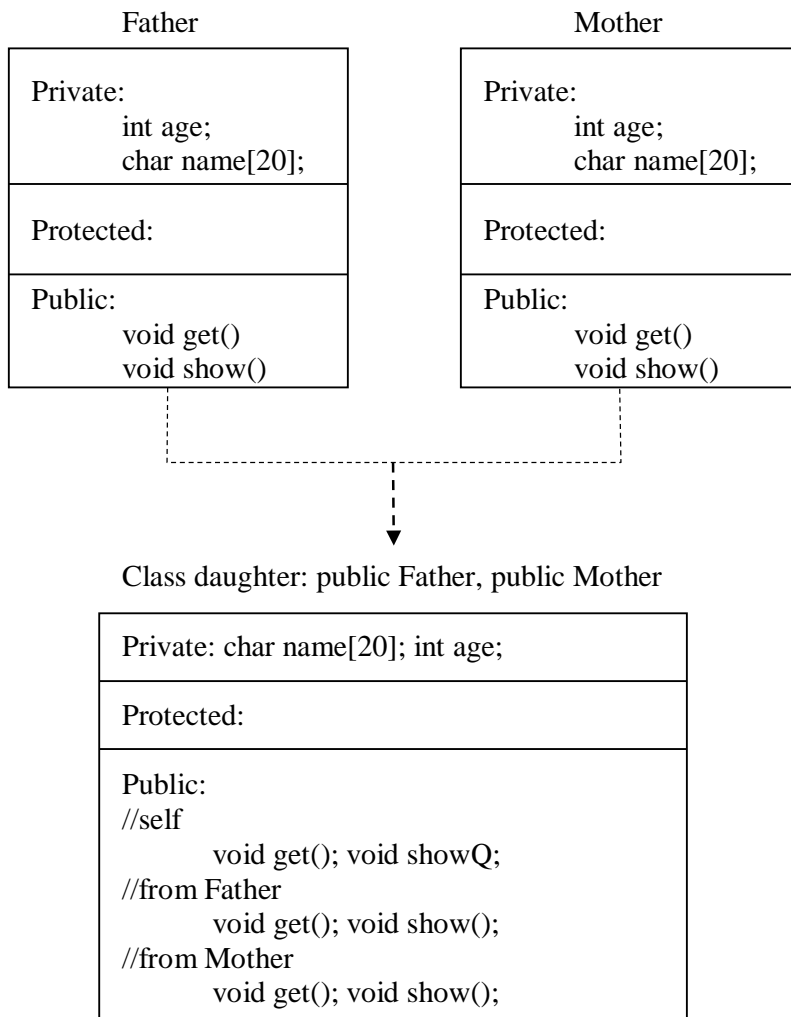 Father
Private:
int age;
char name[20];
Protected:
Public:
void get()
void show()
Mother
Private:
int age;
char name[20];
Protected:
Public:
void get()
void show()
Class daughter: public Father, public Mother
Private: char name[20]; int age;
Protected:
Public:
//self
void get(); void showQ;
//from Father
void get(); void show();
//from Mother
void get(); void show();